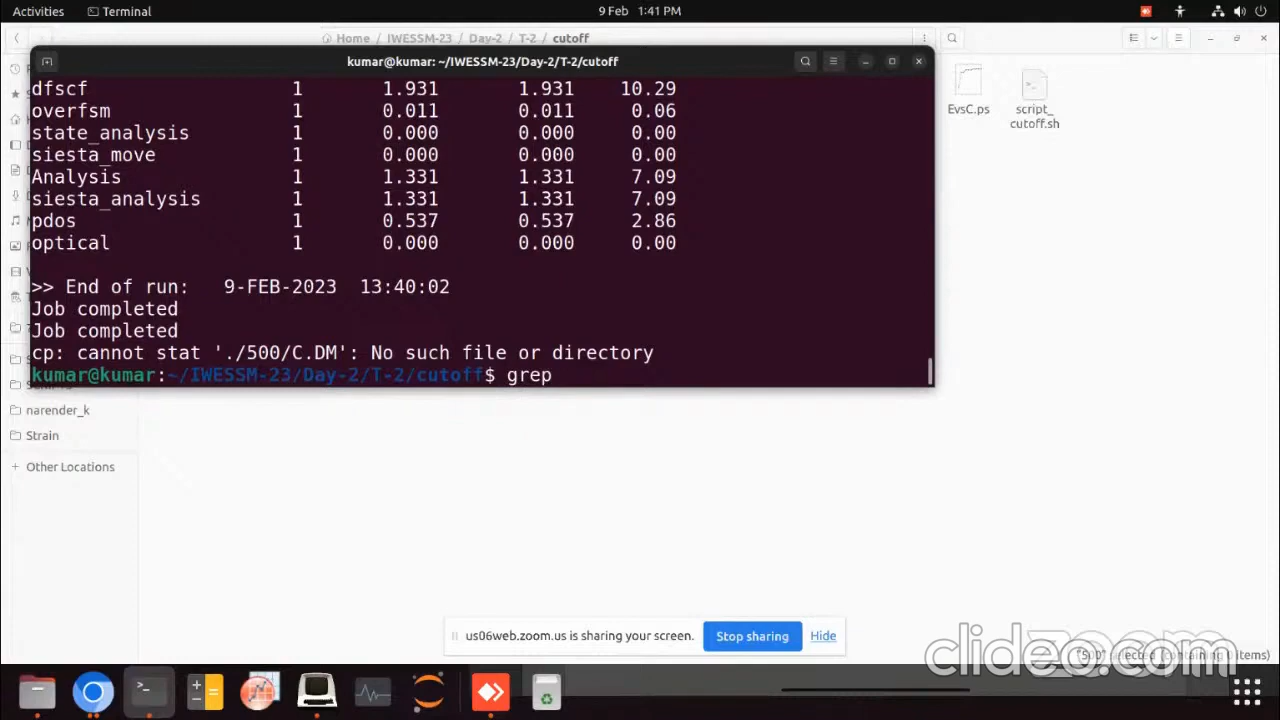 Activities Terminal 9 Feb 1:41 PM
Home / IWESSM-23 / Day-2 / T-2 / cutoff
kumar@kumar: ~/IWESSM-23/Day-2/T-2/cutoff
dfscf 1 1.931 1.931 10.29
overfsm 1 0.011 0.011 0.06
state_analysis 1 0.000 0.000 0.00
siesta_move 1 0.000 0.000 0.00
Analysis 1 1.331 1.331 7.09
siesta_analysis 1 1.331 1.331 7.09
pdos 1 0.537 0.537 2.86
optical 1 0.000 0.000 0.00
>> End of run: 9-FEB-2023 13:40:02
Job completed
Job completed
cp: cannot stat './500/C.DM': No such file or directory
kumar@kumar:~/IWESSM-23/Day-2/T-2/cutoff$ grep
EvsC.ps
script_
cutoff.sh
narender_k
Strain
+ Other Locations
us06web.zoom.us is sharing your screen. Stop sharing Hide
zoom
clideo.com
"500" selected (containing 0 items)